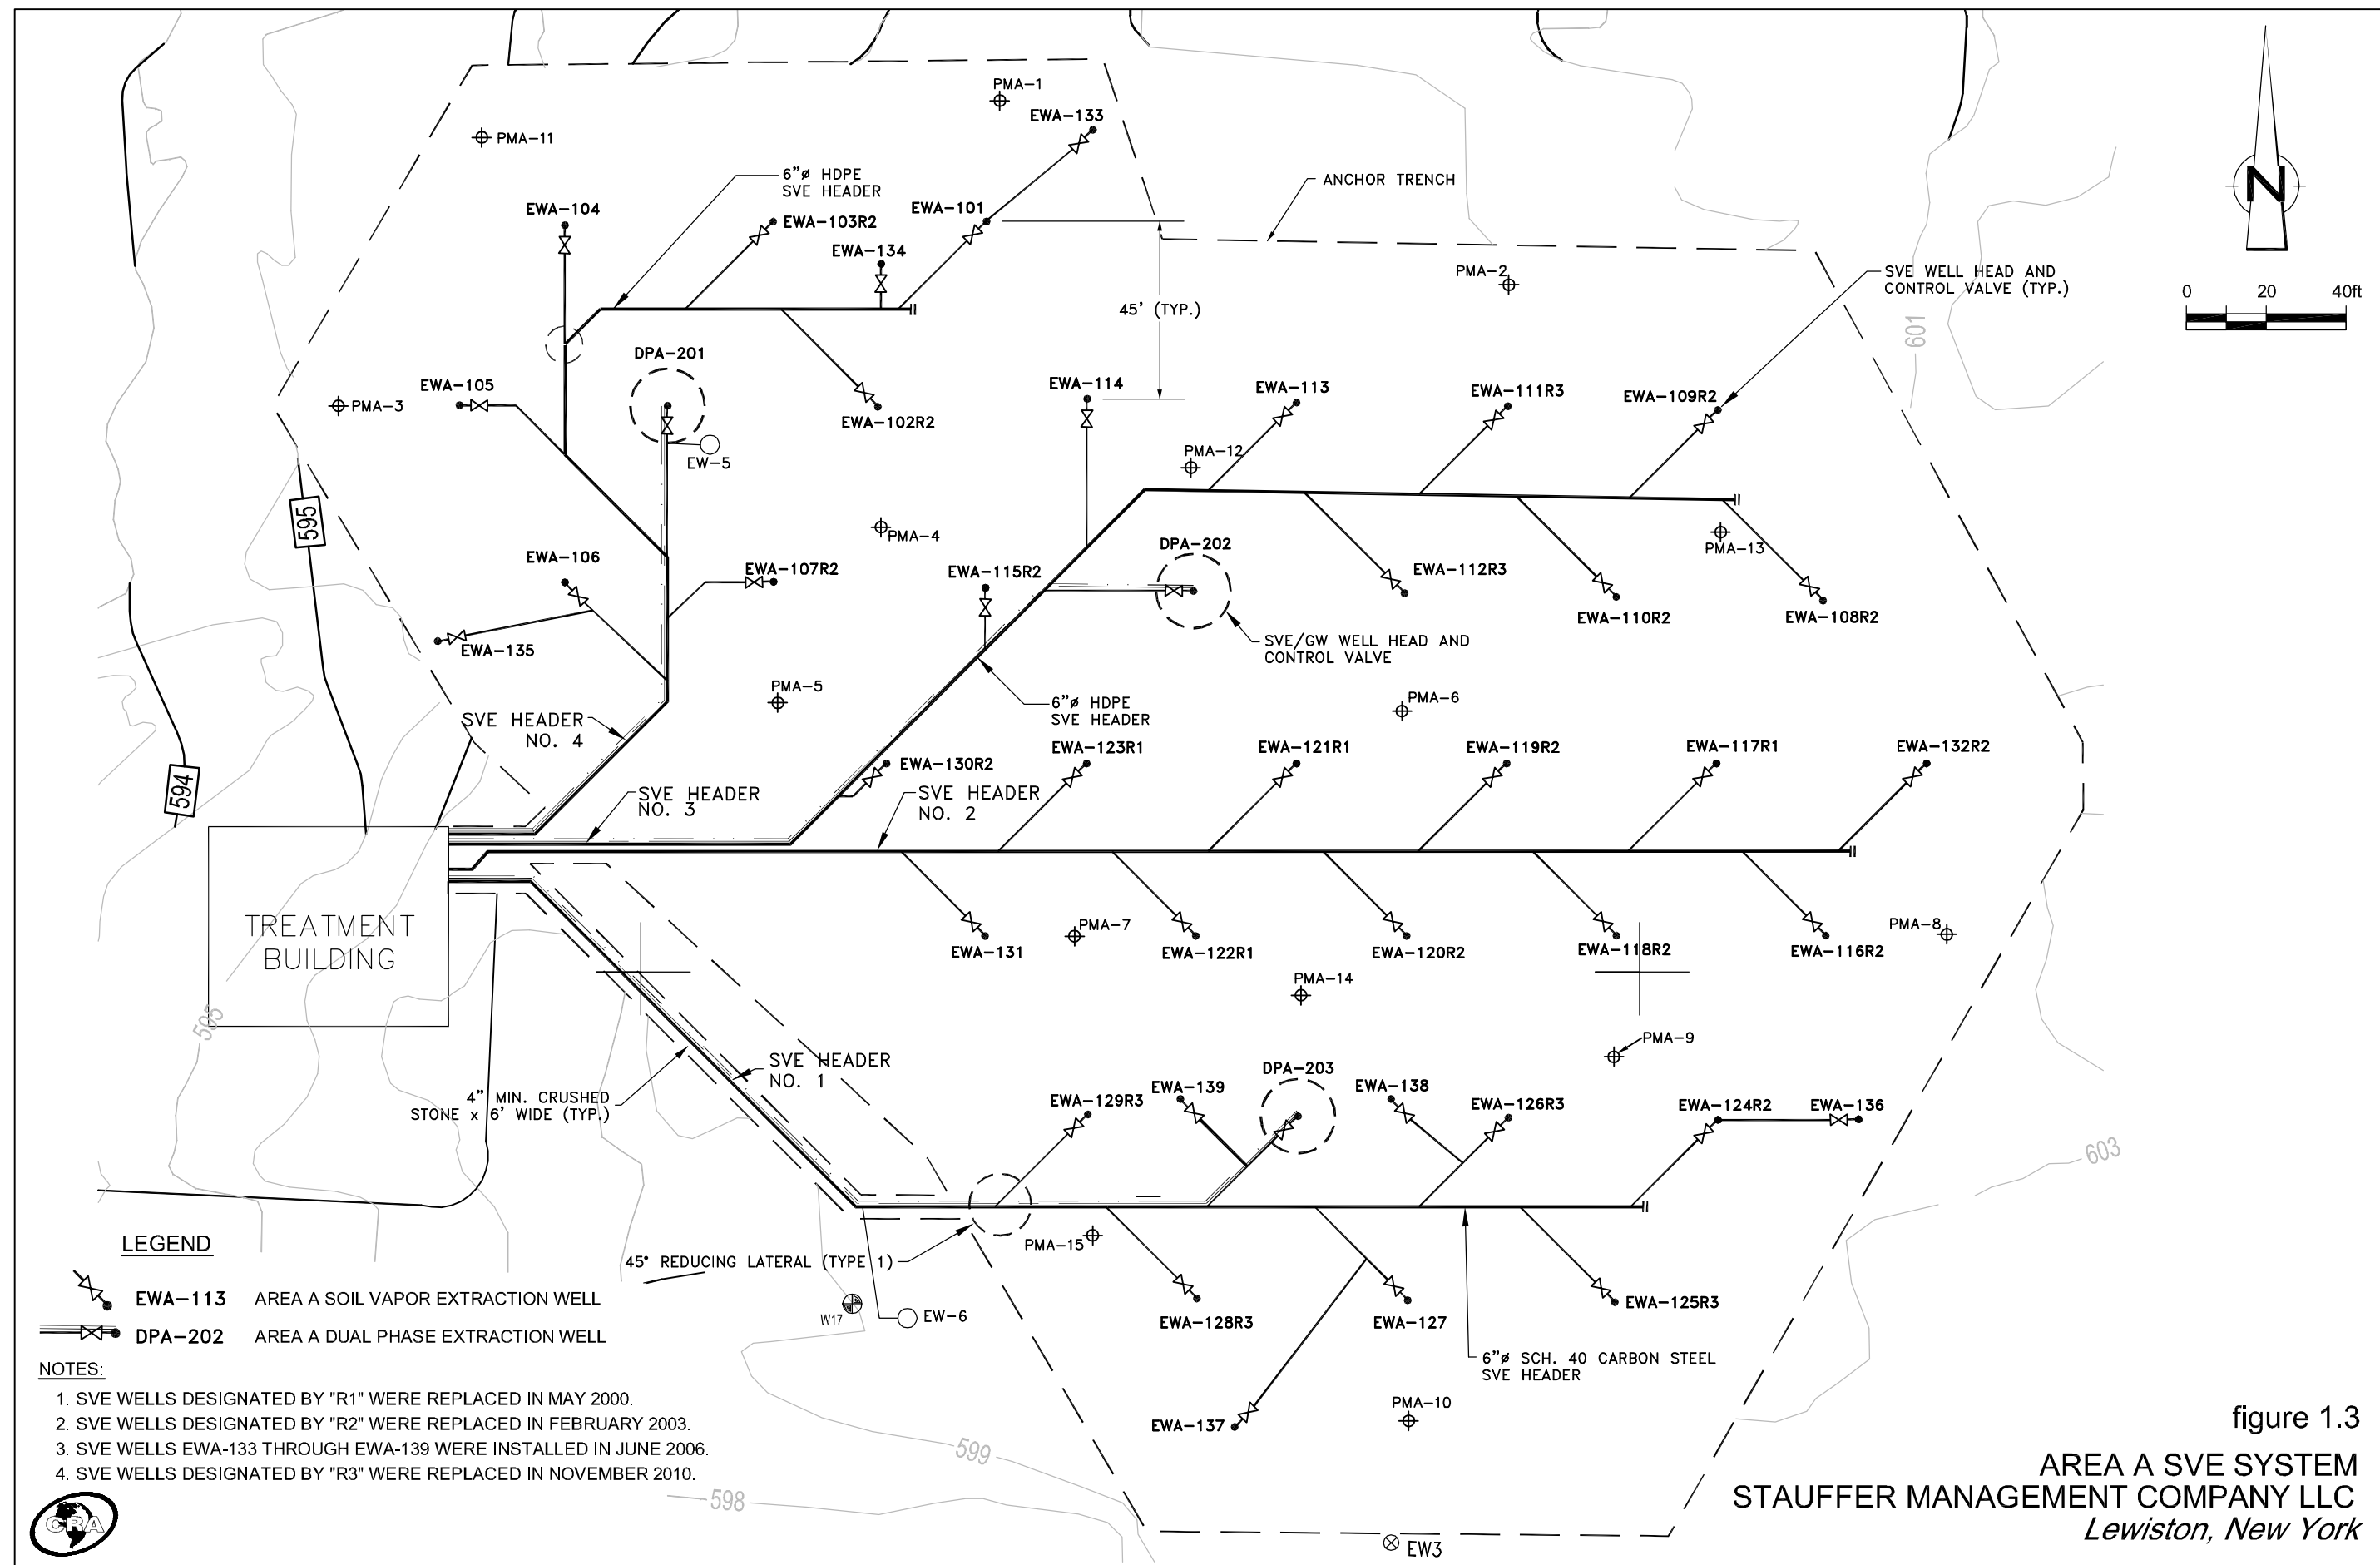 PMA-1
EWA-133
PMA-11
6"ø HDPE
SVE HEADER
ANCHOR TRENCH
N
EWA-104
EWA-103R2
EWA-101
EWA-134
PMA-2
SVE WELL HEAD AND
CONTROL VALVE (TYP.)
0 20 40ft
45' (TYP.)
601
DPA-201
EWA-105
PMA-3
EWA-102R2
EW-5
EWA-114
EWA-113
EWA-111R3
EWA-109R2
PMA-12
595
PMA-4
PMA-13
DPA-202
EWA-106
EWA-107R2
EWA-115R2
EWA-112R3
EWA-110R2
EWA-108R2
EWA-135
SVE/GW WELL HEAD AND
CONTROL VALVE
PMA-5
PMA-6
6"ø HDPE
SVE HEADER
SVE HEADER
NO. 4
EWA-123R1
EWA-121R1
EWA-119R2
EWA-117R1
EWA-132R2
EWA-130R2
594
SVE HEADER
NO. 3
SVE HEADER
NO. 2
TREATMENT
BUILDING
595
EWA-131
PMA-7
EWA-122R1
EWA-120R2
EWA-118R2
EWA-116R2
PMA-8
PMA-14
PMA-9
SVE HEADER
NO. 1
4" MIN. CRUSHED
STONE x 6' WIDE (TYP.)
EWA-129R3
EWA-139
DPA-203
EWA-138
EWA-126R3
EWA-124R2
EWA-136
603
PMA-15
45° REDUCING LATERAL (TYPE 1)
W17
EW-6
EWA-128R3
EWA-127
EWA-125R3
6"ø SCH. 40 CARBON STEEL
SVE HEADER
EWA-137
PMA-10
599
598
EW3
LEGEND
EWA-113 AREA A SOIL VAPOR EXTRACTION WELL
DPA-202 AREA A DUAL PHASE EXTRACTION WELL
NOTES:
1. SVE WELLS DESIGNATED BY "R1" WERE REPLACED IN MAY 2000.
2. SVE WELLS DESIGNATED BY "R2" WERE REPLACED IN FEBRUARY 2003.
3. SVE WELLS EWA-133 THROUGH EWA-139 WERE INSTALLED IN JUNE 2006.
4. SVE WELLS DESIGNATED BY "R3" WERE REPLACED IN NOVEMBER 2010.
CRA
figure 1.3
AREA A SVE SYSTEM
STAUFFER MANAGEMENT COMPANY LLC
Lewiston, New York